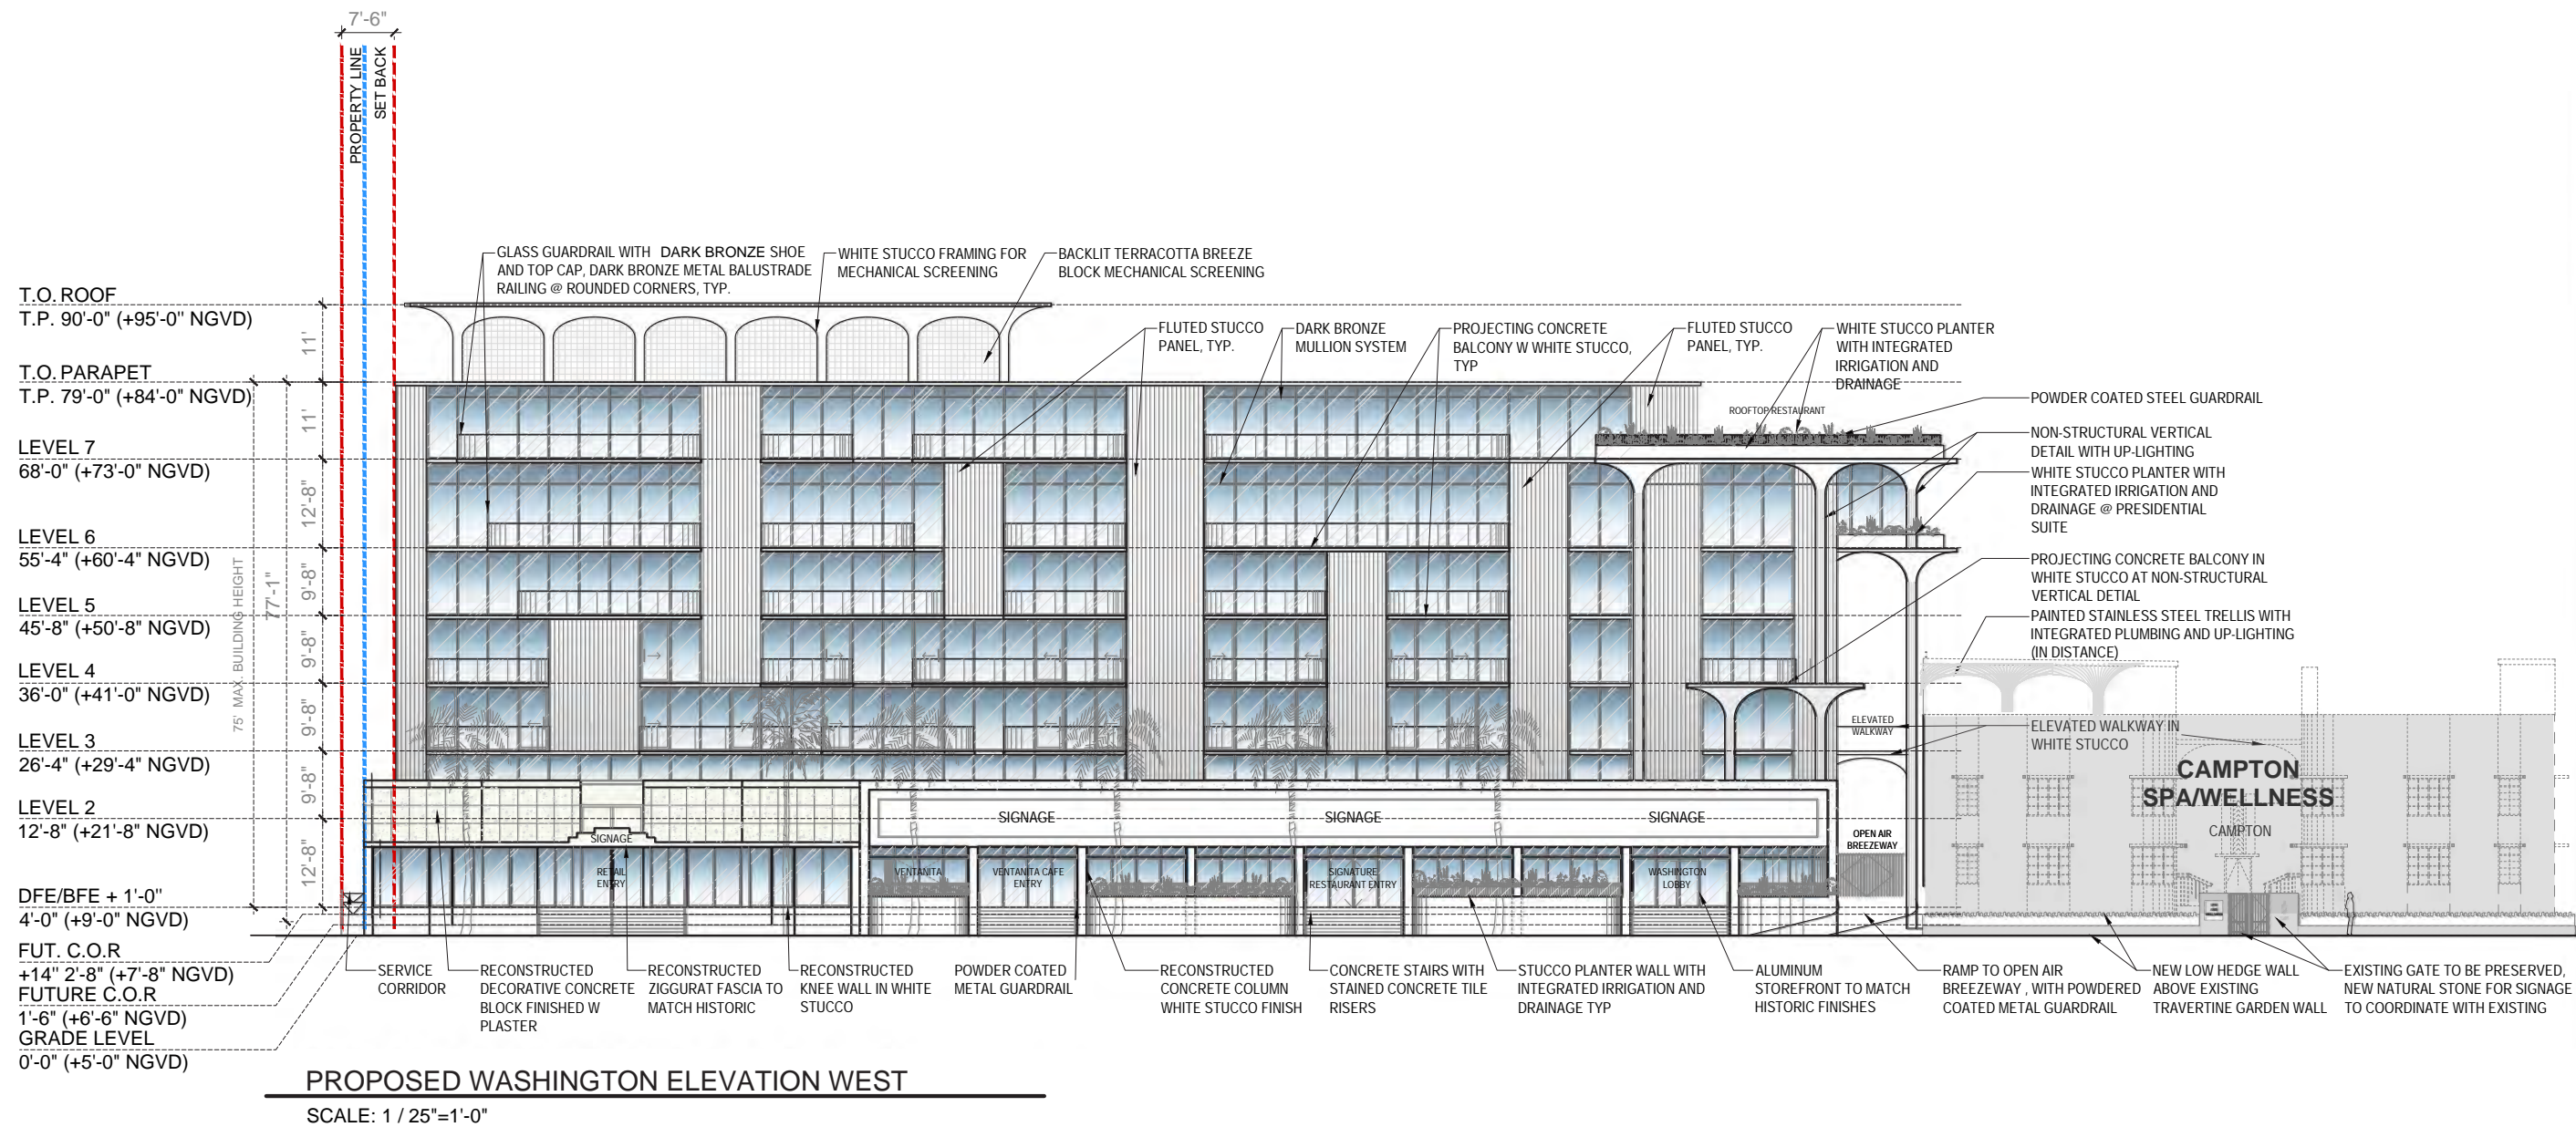 7'-6"
PROPERTY LINE
SET BACK
GLASS GUARDRAIL WITH DARK BRONZE SHOE
AND TOP CAP, DARK BRONZE METAL BALUSTRADE
RAILING @ ROUNDED CORNERS, TYP.
WHITE STUCCO FRAMING FOR
MECHANICAL SCREENING
BACKLIT TERRACOTTA BREEZE
BLOCK MECHANICAL SCREENING
T.O. ROOF
T.P. 90'-0" (+95'-0" NGVD)
11'
FLUTED STUCCO
PANEL, TYP.
DARK BRONZE
MULLION SYSTEM
PROJECTING CONCRETE
BALCONY W WHITE STUCCO,
TYP
FLUTED STUCCO
PANEL, TYP.
WHITE STUCCO PLANTER
WITH INTEGRATED
IRRIGATION AND
DRAINAGE
T.O. PARAPET
T.P. 79'-0" (+84'-0" NGVD)
11'
ROOFTOP RESTAURANT
POWDER COATED STEEL GUARDRAIL
NON-STRUCTURAL VERTICAL
DETAIL WITH UP-LIGHTING
WHITE STUCCO PLANTER WITH
INTEGRATED IRRIGATION AND
DRAINAGE @ PRESIDENTIAL
SUITE
LEVEL 7
68'-0" (+73'-0" NGVD)
12'-8"
LEVEL 6
55'-4" (+60'-4" NGVD)
9'-8"
77'-1"
75' MAX. BUILDING HEIGHT
PROJECTING CONCRETE BALCONY IN
WHITE STUCCO AT NON-STRUCTURAL
VERTICAL DETIAL
PAINTED STAINLESS STEEL TRELLIS WITH
INTEGRATED PLUMBING AND UP-LIGHTING
(IN DISTANCE)
LEVEL 5
45'-8" (+50'-8" NGVD)
9'-8"
LEVEL 4
36'-0" (+41'-0" NGVD)
9'-8"
ELEVATED
WALKWAY
ELEVATED WALKWAY IN
WHITE STUCCO
LEVEL 3
26'-4" (+29'-4" NGVD)
9'-8"
CAMPTON
SPA/WELLNESS
CAMPTON
LEVEL 2
12'-8" (+21'-8" NGVD)
12'-8"
SIGNAGE
SIGNAGE
SIGNAGE
SIGNAGE
OPEN AIR
BREEZEWAY
RETAIL
ENTRY
VENTANITA
VENTANITA CAFE
ENTRY
SIGNATURE
RESTAURANT ENTRY
WASHINGTON
LOBBY
DFE/BFE + 1'-0"
4'-0" (+9'-0" NGVD)
FUT. C.O.R
+14" 2'-8" (+7'-8" NGVD)
FUTURE C.O.R
1'-6" (+6'-6" NGVD)
GRADE LEVEL
0'-0" (+5'-0" NGVD)
SERVICE
CORRIDOR
RECONSTRUCTED
DECORATIVE CONCRETE
BLOCK FINISHED W
PLASTER
RECONSTRUCTED
ZIGGURAT FASCIA TO
MATCH HISTORIC
RECONSTRUCTED
KNEE WALL IN WHITE
STUCCO
POWDER COATED
METAL GUARDRAIL
RECONSTRUCTED
CONCRETE COLUMN
WHITE STUCCO FINISH
CONCRETE STAIRS WITH
STAINED CONCRETE TILE
RISERS
STUCCO PLANTER WALL WITH
INTEGRATED IRRIGATION AND
DRAINAGE TYP
ALUMINUM
STOREFRONT TO MATCH
HISTORIC FINISHES
RAMP TO OPEN AIR
BREEZEWAY , WITH POWDERED
COATED METAL GUARDRAIL
NEW LOW HEDGE WALL
ABOVE EXISTING
TRAVERTINE GARDEN WALL
EXISTING GATE TO BE PRESERVED,
NEW NATURAL STONE FOR SIGNAGE
TO COORDINATE WITH EXISTING
PROPOSED WASHINGTON ELEVATION WEST
SCALE: 1 / 25"=1'-0"